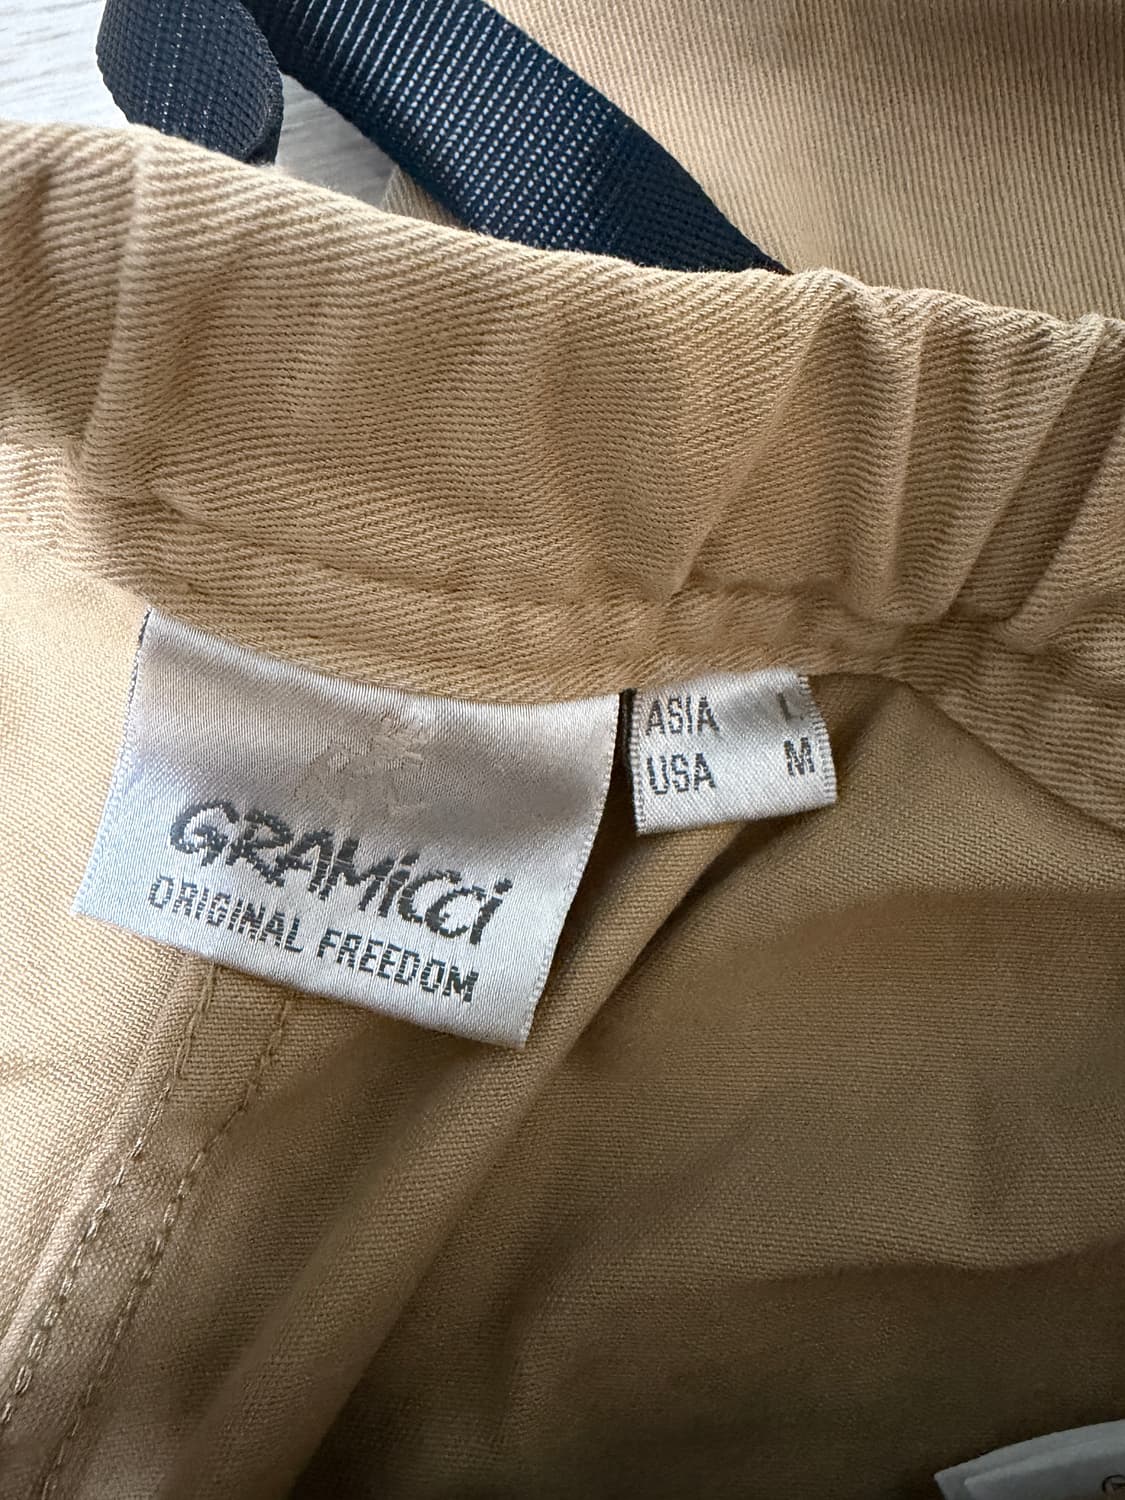 GRAMiCCi
ORIGINAL FREEDOM
ASIA L
USA M